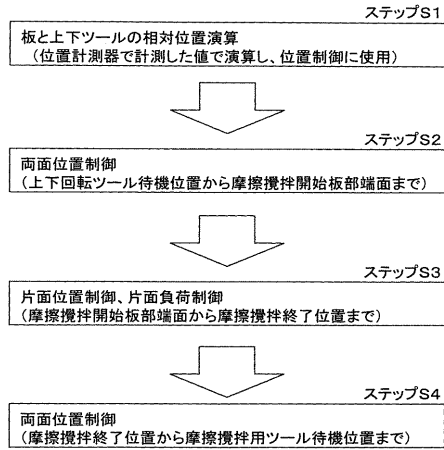 ステップS1
板と上下ツールの相対位置演算
(位置計測器で計測した値で演算し、位置制御に使用)
ステップS2
両面位置制御
(上下回転ツール待機位置から摩擦攪拌開始板部端面まで)
ステップS3
片面位置制御、片面負荷制御
(摩擦攪拌開始板部端面から摩擦攪拌終了位置まで)
ステップS4
両面位置制御
(摩擦攪拌終了位置から摩擦攪拌用ツール待機位置まで)